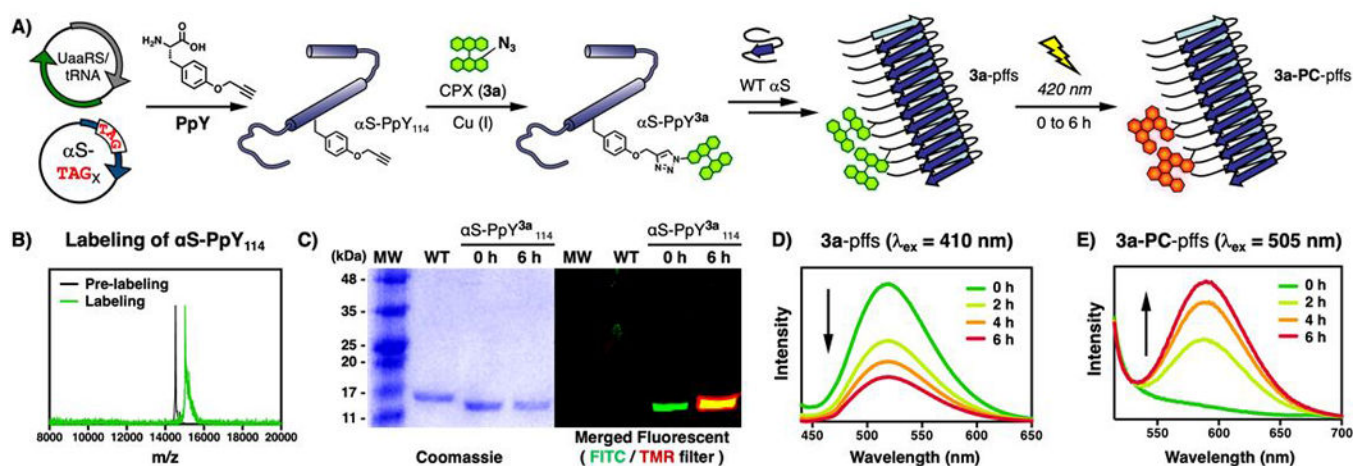 A)
UaaRS/
tRNA
αS-
TAGX
H2N
O
OH
O
PpY
αS-PpY114
O
N3
CPX (3a)
Cu (I)
αS-PpY3a
O
N
N=N
WT αS
3a-pffs
420 nm
0 to 6 h
3a-PC-pffs
B) Labeling of αS-PpY114
Pre-labeling
Labeling
8000 10000 12000 14000 16000 18000 20000
m/z
C)
αS-PpY3a114 αS-PpY3a114
(kDa) MW WT 0 h 6 h MW WT 0 h 6 h
48 -
35 -
25 -
20 -
17 -
11 -
Coomassie
Merged Fluorescent
( FITC / TMR filter)
D) 3a-pffs (λex = 410 nm)
0 h
2 h
4 h
6 h
Intensity
450 500 550 600 650
Wavelength (nm)
E) 3a-PC-pffs (λex = 505 nm)
0 h
2 h
4 h
6 h
Intensity
550 600 650 700
Wavelength (nm)